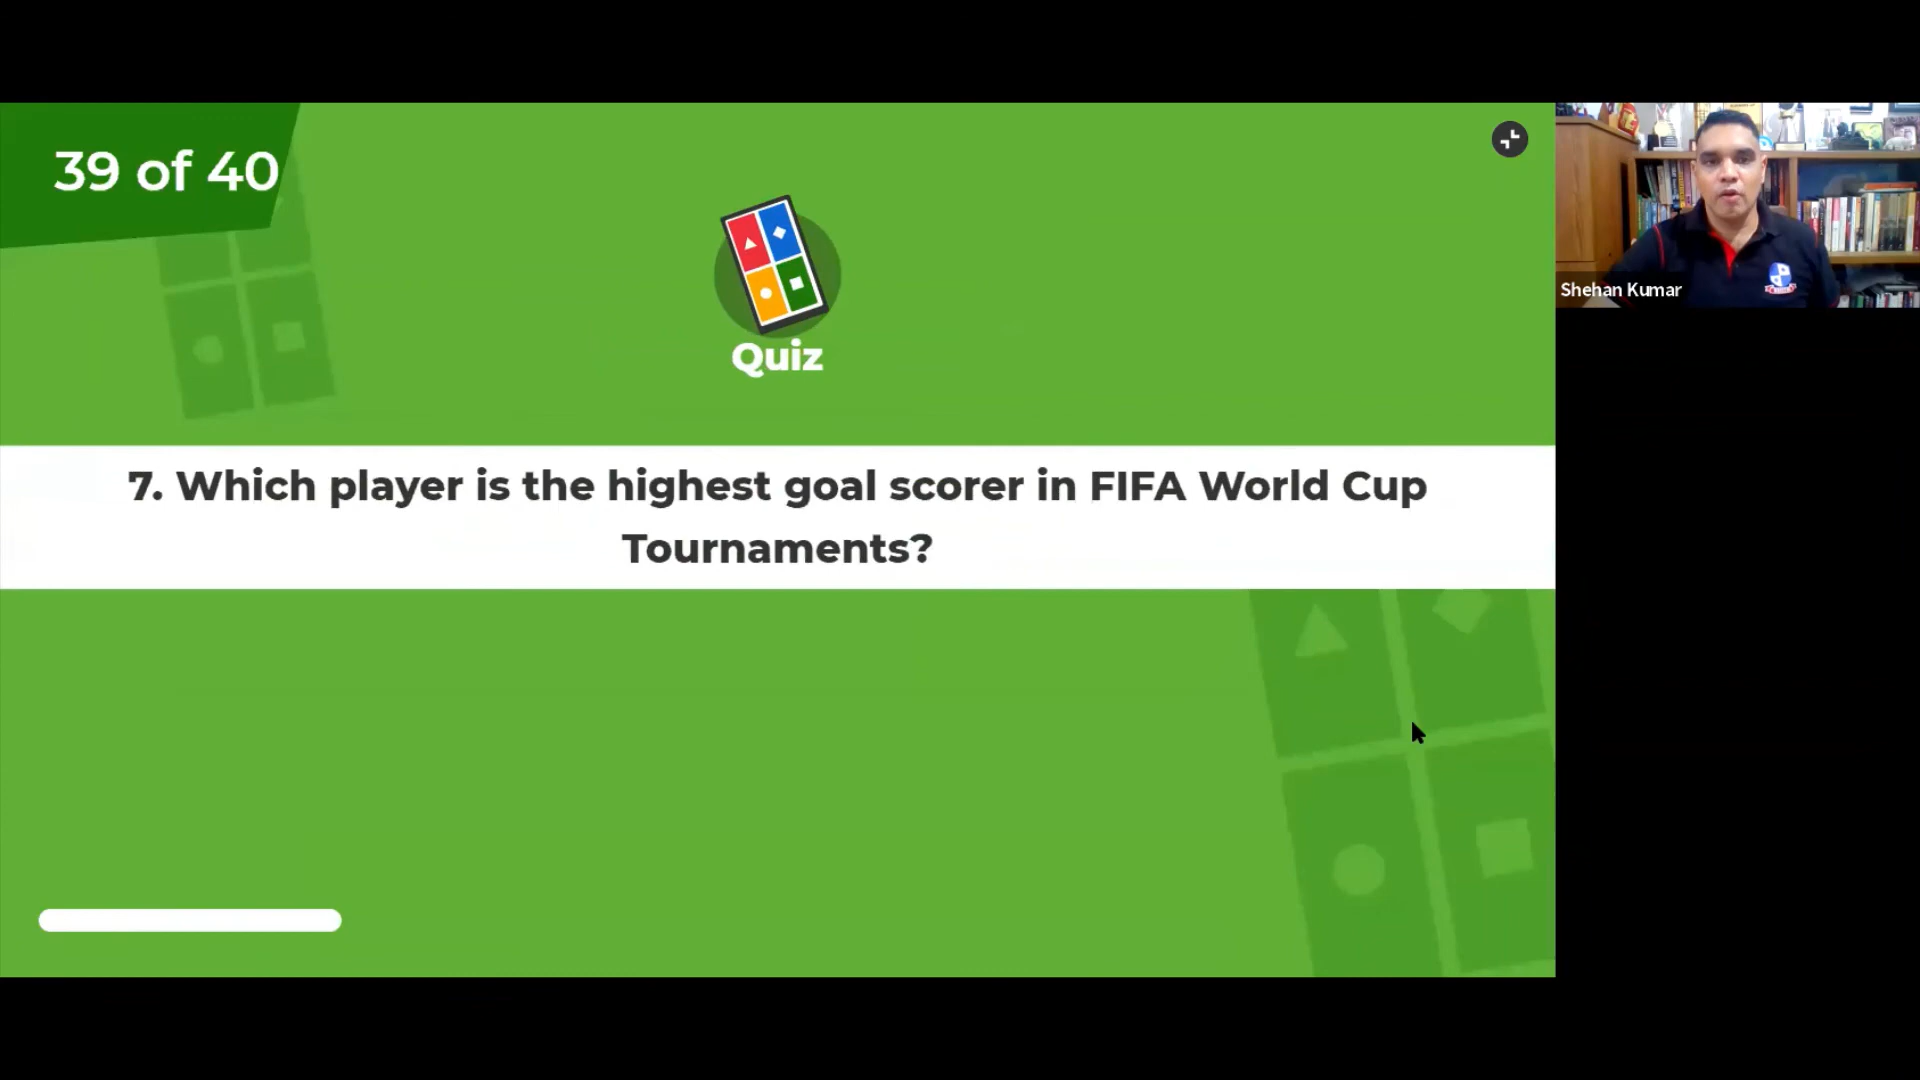 39 of 40
Quiz
7. Which player is the highest goal scorer in FIFA World Cup
Tournaments?
Shehan Kumar